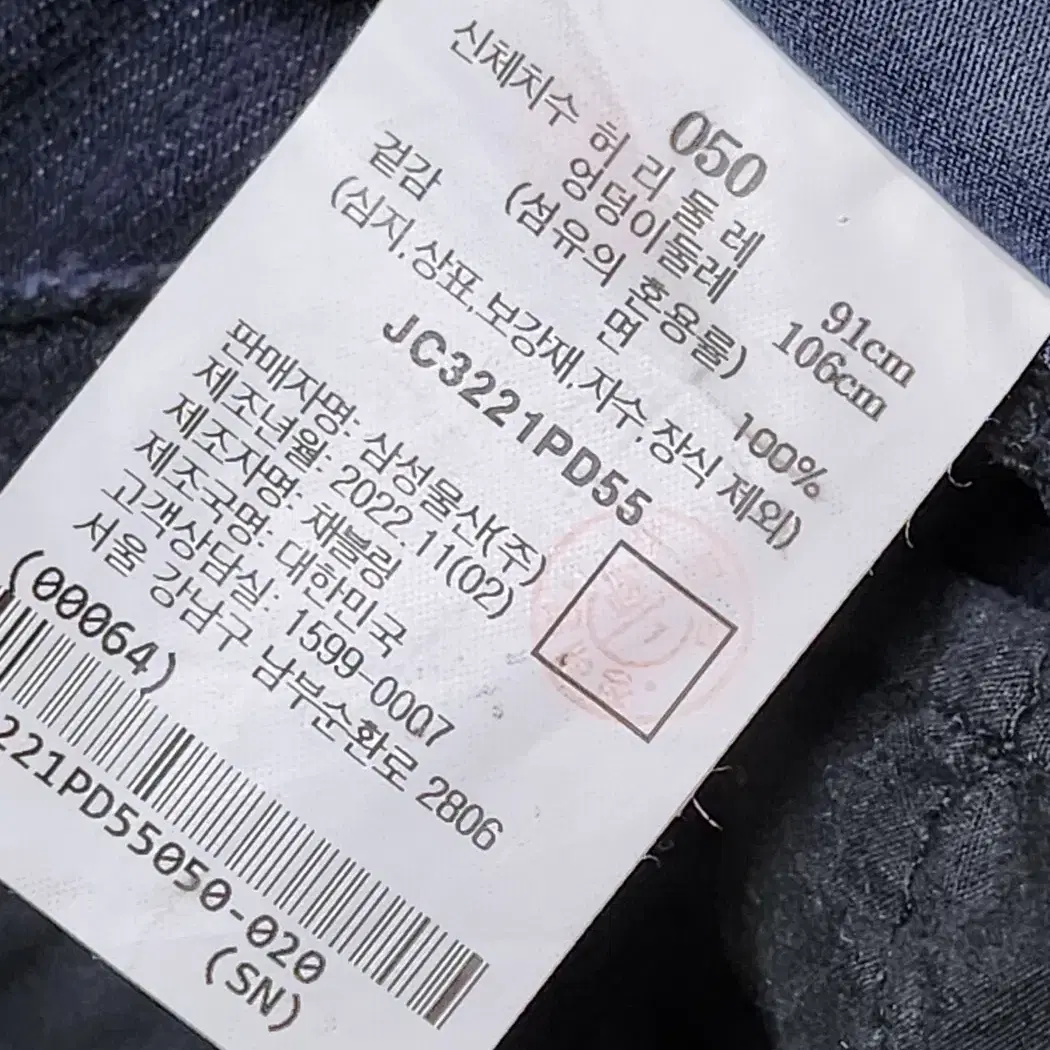 050
신체치수 허 리 둘 레 91cm
엉덩이둘레 106cm
(섬유의 혼용률)
겉감 면 100%
(심지,상표,보강재,자수,장식 제외)
JC3221PD55
판매자명: 삼성물산(주)
제조년월: 2022.11(02)
제조자명: 채블링
제조국명: 대한민국
고객상담실: 1599-0007
서울 강남구 남부순환로 2806
(00064)
221PD55050-020
(SN)